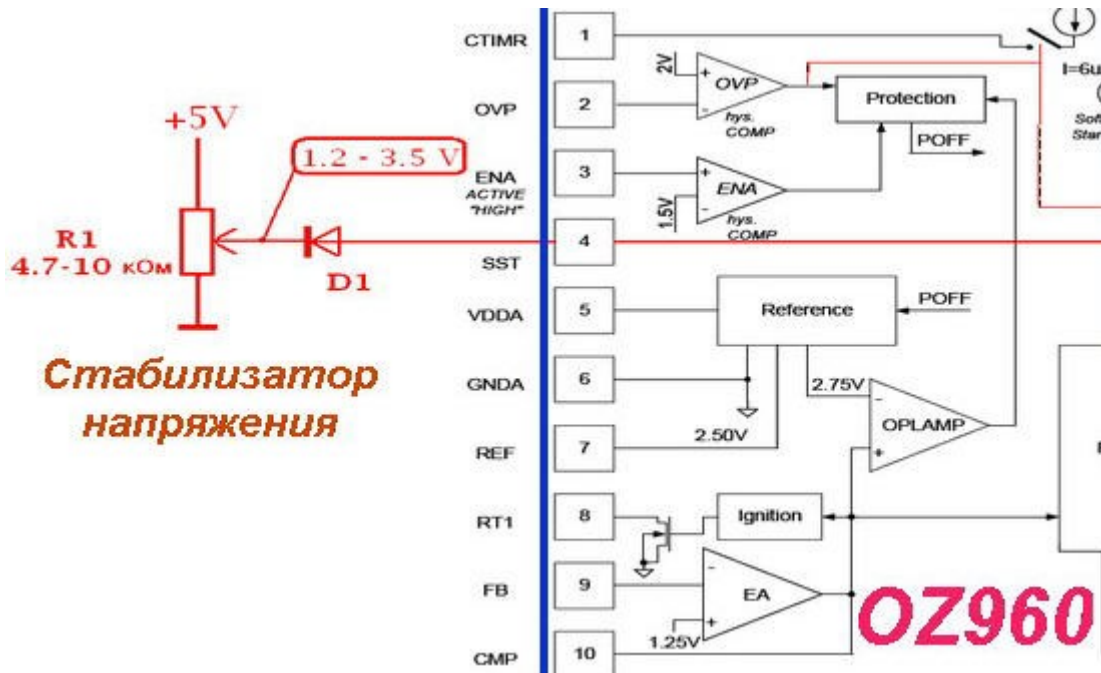 CTIMR
1
2V
OVP
I=6u
Protection
OVP
2
hys.
COMP
POFF
Sof
Star
+5V
1.2 - 3.5 V
ENA
ACTIVE
"HIGH"
3
ENA
1.5V
hys.
COMP
R1
4.7-10 кОм
D1
4
SST
VDDA
5
Reference
POFF
Стабилизатор
напряжения
GNDA
6
2.75V
OPLAMP
REF
7
2.50V
RT1
8
Ignition
FB
9
EA
1.25V
CMP
10
OZ960